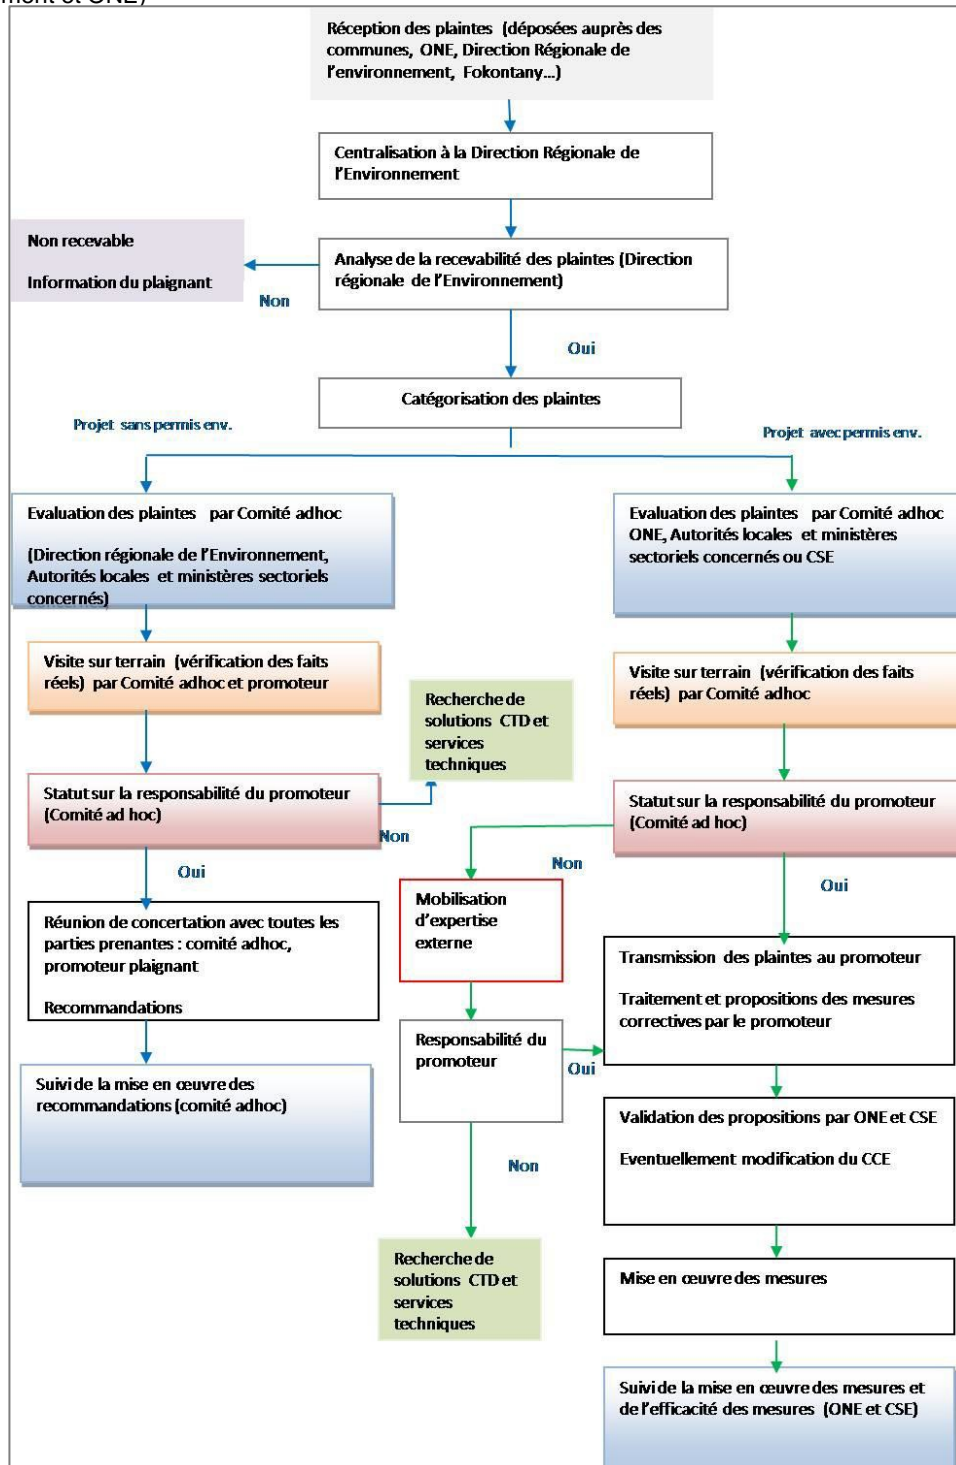 ment et ONE)
Réception des plaintes (déposées auprès des
communes, ONE, Direction Régionale de
l'environnement, Fokontany...)
Centralisation à la Direction Régionale de
l'Environnement
Non recevable
Information du plaignant
Analyse de la recevabilité des plaintes (Direction
régionale de l'Environnement)
Non
Oui
Catégorisation des plaintes
Projet sans permis env.
Projet avec permis env.
Evaluation des plaintes par Comité adhoc
(Direction régionale de l'Environnement,
Autorités locales et ministères sectoriels
concernés)
Evaluation des plaintes par Comité adhoc
ONE, Autorités locales et ministères
sectoriels concernés ou CSE
Visite sur terrain (vérification des faits
réels) par Comité adhoc et promoteur
Visite sur terrain (vérification des faits
réels) par Comité adhoc
Recherche de
solutions CTD et
services
techniques
Statut sur la responsabilité du promoteur
(Comité ad hoc)
Non
Oui
Statut sur la responsabilité du promoteur
(Comité ad hoc)
Non
Oui
Réunion de concertation avec toutes les
parties prenantes : comité adhoc,
promoteur plaignant
Recommandations
Mobilisation
d'expertise
externe
Transmission des plaintes au promoteur
Traitement et propositions des mesures
correctives par le promoteur
Responsabilité du
promoteur
Oui
Non
Suivi de la mise en œuvre des
recommandations (comité adhoc)
Validation des propositions par ONE et CSE
Eventuellement modification du CCE
Recherche de
solutions CTD et
services
techniques
Mise en œuvre des mesures
Suivi de la mise en œuvre des mesures et
de l'efficacité des mesures (ONE et CSE)